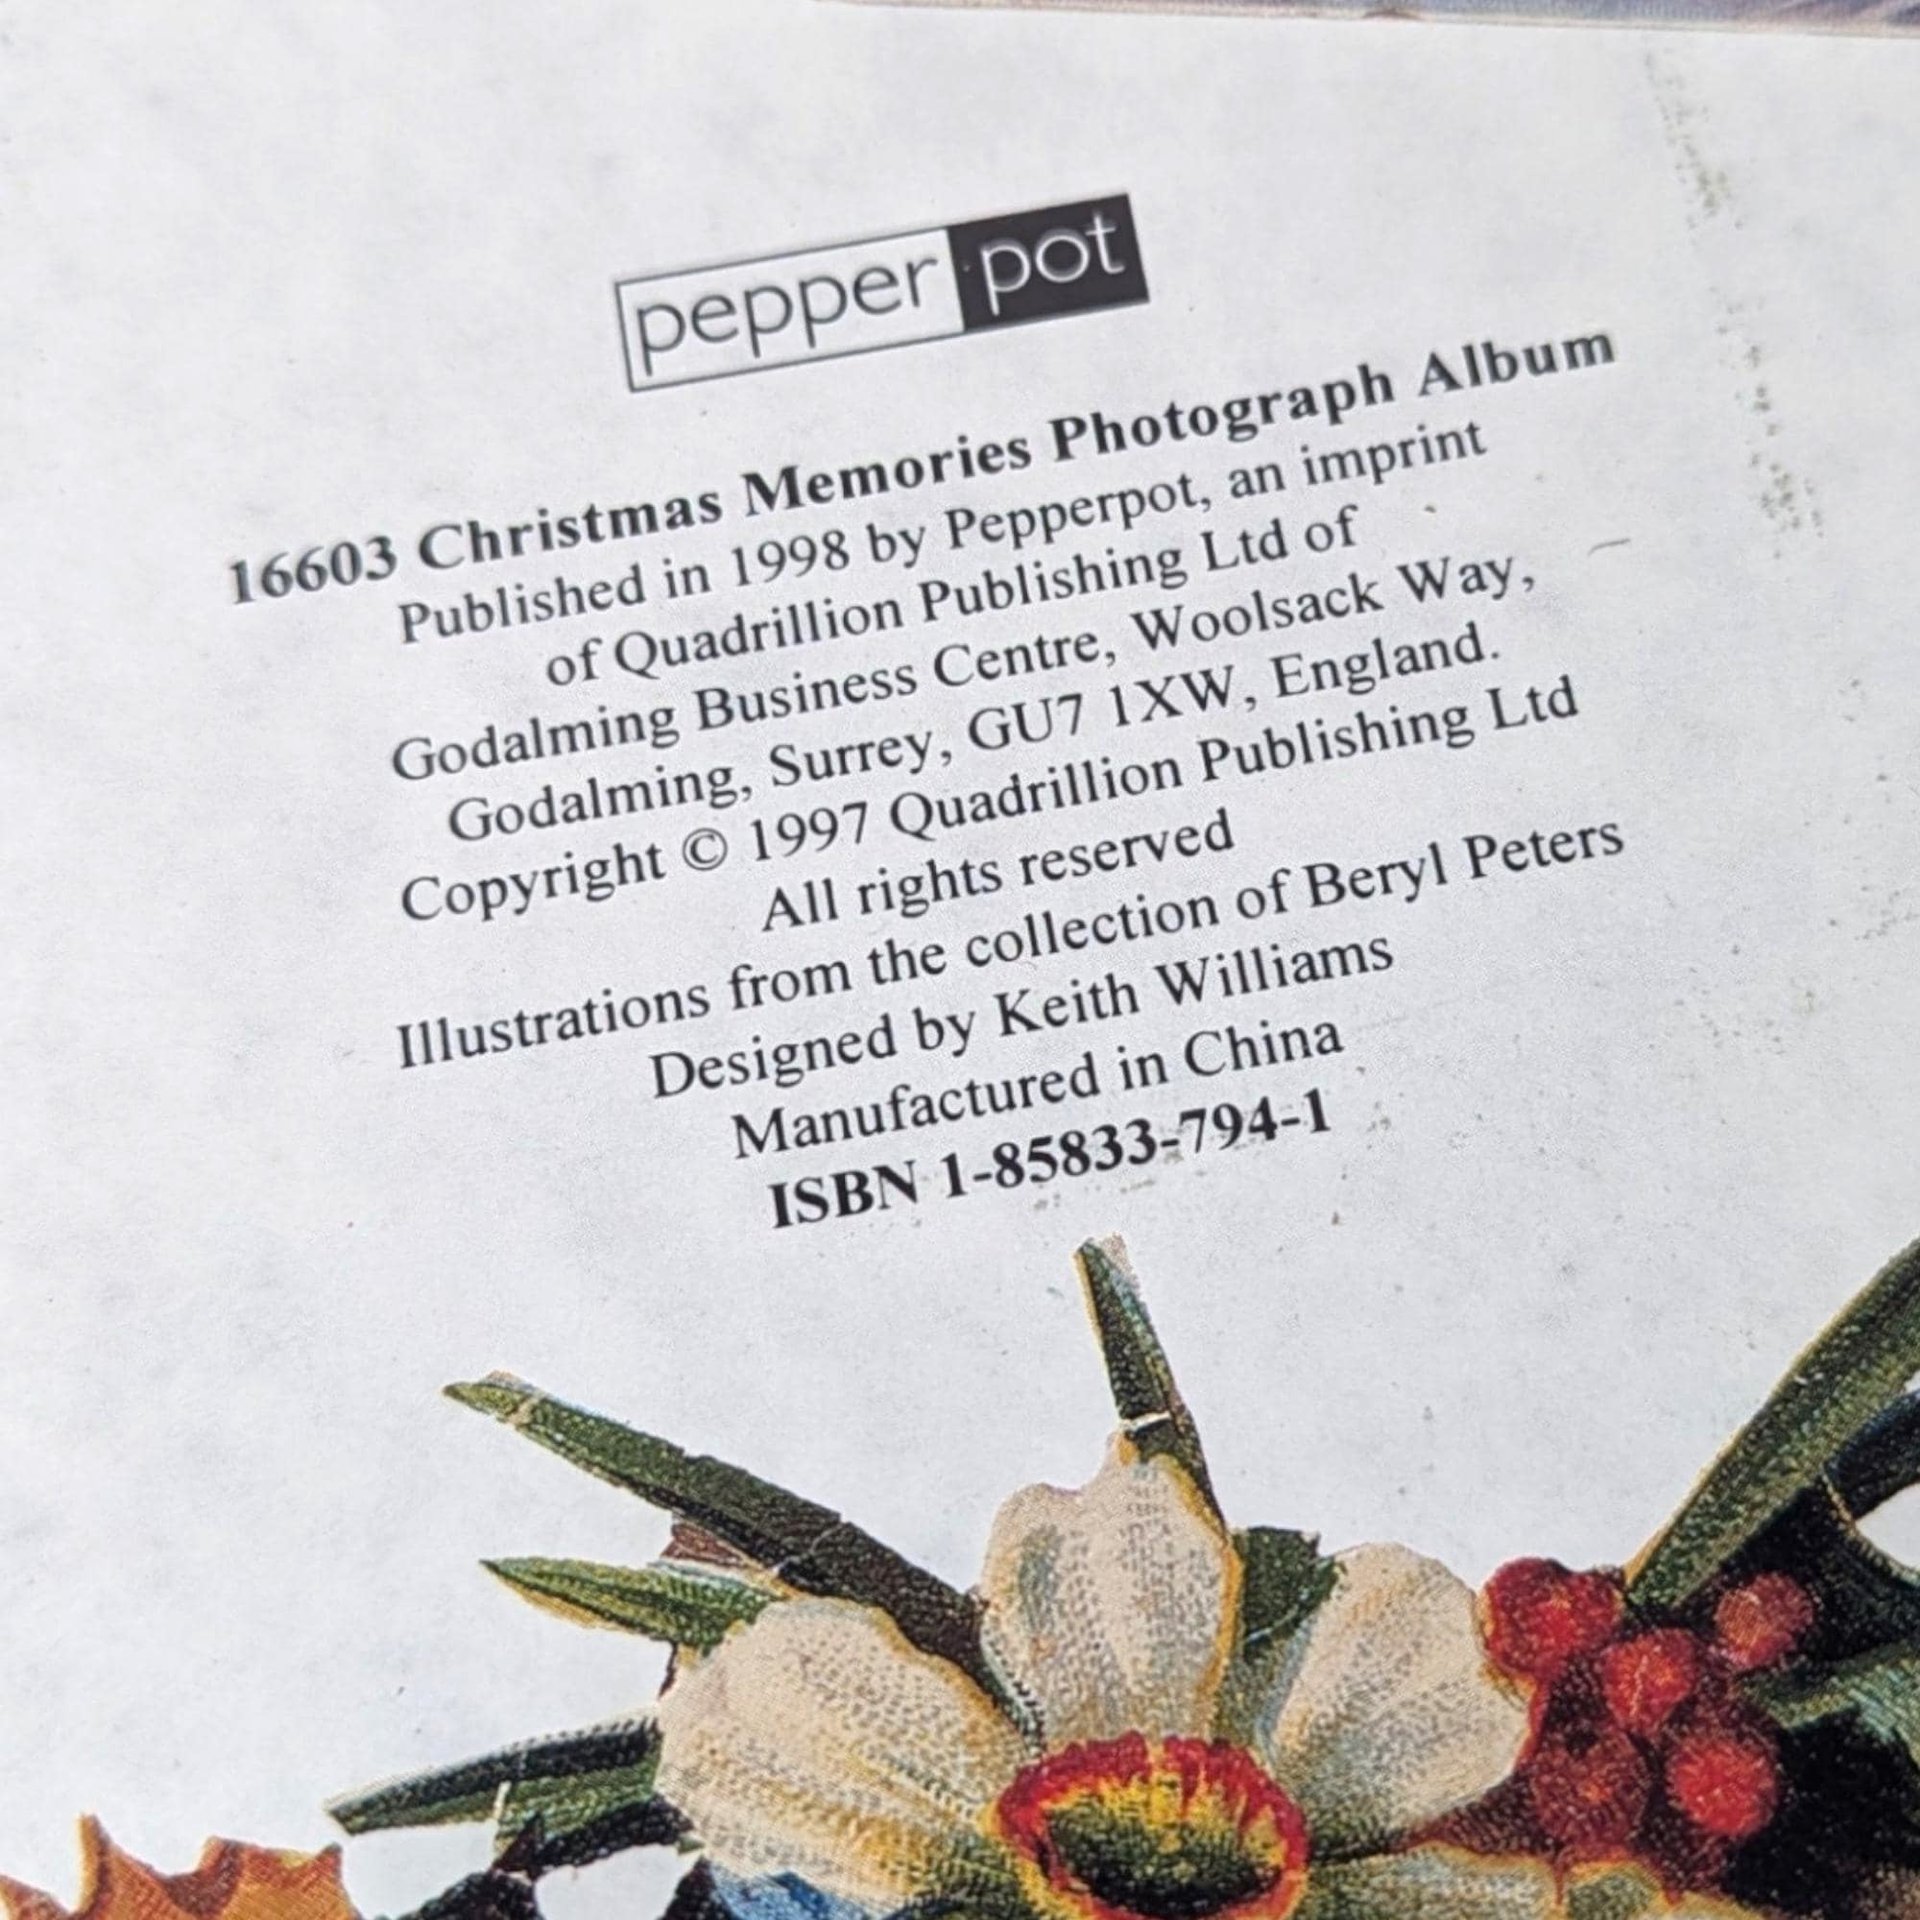 pepper pot
16603 Christmas Memories Photograph Album
Published in 1998 by Pepperpot, an imprint
of Quadrillion Publishing Ltd of
Godalming Business Centre, Woolsack Way,
Godalming, Surrey, GU7 1XW, England.
Copyright © 1997 Quadrillion Publishing Ltd
All rights reserved
Illustrations from the collection of Beryl Peters
Designed by Keith Williams
Manufactured in China
ISBN 1-85833-794-1